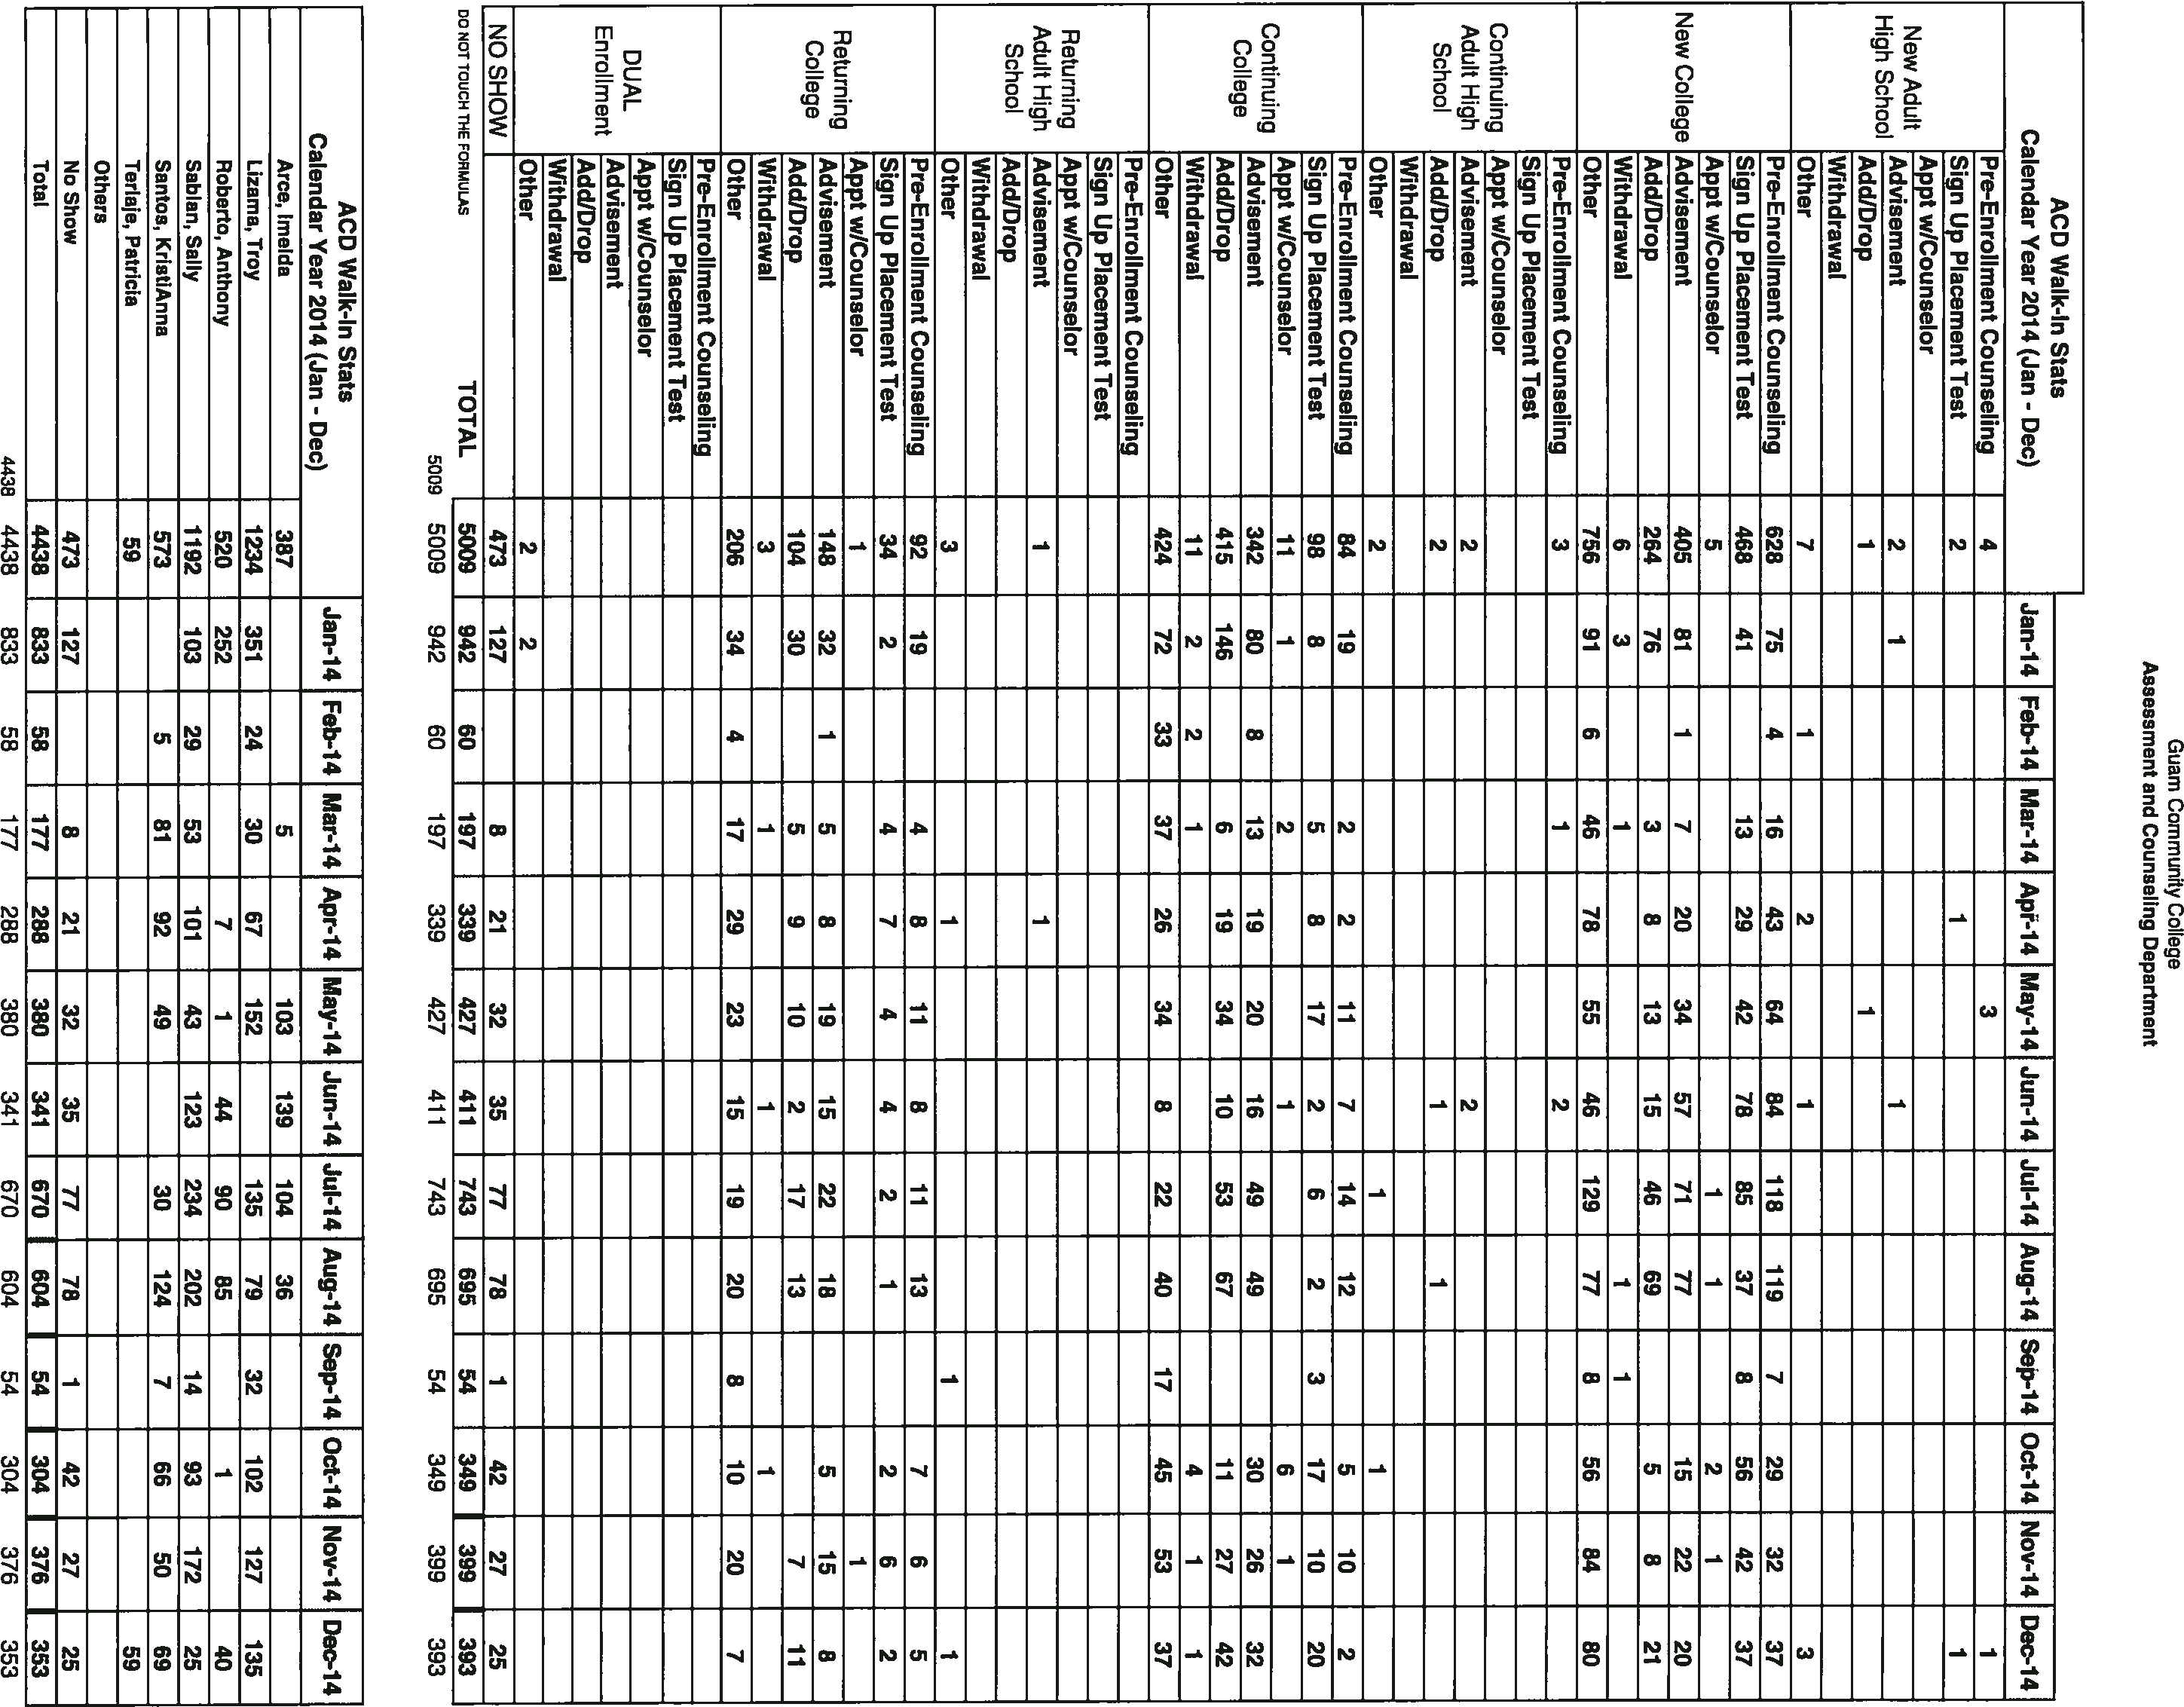 Guam Community College
Assessment and Counseling Department
ACD Walk-In Stats
Calendar Year 2014 (Jan - Dec) Jan-14 Feb-14 Mar-14 Apr-14 May-14 Jun-14 Jul-14 Aug-14 Sep-14 Oct-14 Nov-14 Dec-14
New Adult High School
Pre-Enrollment Counseling 4 3 1
Sign Up Placement Test 2 1 1
Appt w/Counselor
Advisement 2 1 1
Add/Drop 1 1
Withdrawal
Other 7 1 2 1 3
New College
Pre-Enrollment Counseling 628 75 4 16 43 64 84 118 119 7 29 32 37
Sign Up Placement Test 468 41 13 29 42 78 85 37 8 56 42 37
Appt w/Counselor 5 1 1 2 1
Advisement 405 81 1 7 20 34 57 71 77 15 22 20
Add/Drop 264 76 3 8 13 15 46 69 5 8 21
Withdrawal 6 3 1 1 1
Other 756 91 6 46 78 55 46 129 77 8 56 84 80
Continuing Adult High School
Pre-Enrollment Counseling 3 1 2
Sign Up Placement Test
Appt w/Counselor
Advisement 2 2
Add/Drop 2 1 1
Withdrawal
Other 2 1 1
Continuing College
Pre-Enrollment Counseling 84 19 2 2 11 7 14 12 5 10 2
Sign Up Placement Test 98 8 5 8 17 2 6 2 3 17 10 20
Appt w/Counselor 11 1 2 1 6 1
Advisement 342 80 8 13 19 20 16 49 49 30 26 32
Add/Drop 415 146 6 19 34 10 53 67 11 27 42
Withdrawal 11 2 2 1 4 1 1
Other 424 72 33 37 26 34 8 22 40 17 45 53 37
Returning Adult High School
Pre-Enrollment Counseling
Sign Up Placement Test
Appt w/Counselor
Advisement 1 1
Add/Drop
Withdrawal
Other 3 1 1 1
Returning College
Pre-Enrollment Counseling 92 19 4 8 11 8 11 13 7 6 5
Sign Up Placement Test 34 2 4 7 4 4 2 1 2 6 2
Appt w/Counselor 1 1
Advisement 148 32 1 5 8 19 15 22 18 5 15 8
Add/Drop 104 30 5 9 10 2 17 13 7 11
Withdrawal 3 1 1 1
Other 206 34 4 17 29 23 15 19 20 8 10 20 7
DUAL Enrollment
Pre-Enrollment Counseling
Sign Up Placement Test
Appt w/Counselor
Advisement
Add/Drop
Withdrawal
Other 2 2
NO SHOW 473 127 8 21 32 35 77 78 1 42 27 25
TOTAL 5009 942 60 197 339 427 411 743 695 54 349 399 393
DO NOT TOUCH THE FORMULAS 5009 5009 942 60 197 339 427 411 743 695 54 349 399 393
ACD Walk-In Stats
Calendar Year 2014 (Jan - Dec) Jan-14 Feb-14 Mar-14 Apr-14 May-14 Jun-14 Jul-14 Aug-14 Sep-14 Oct-14 Nov-14 Dec-14
Arce, Imelda 387 5 103 139 104 36
Lizama, Troy 1234 351 24 30 67 152 135 79 32 102 127 135
Roberto, Anthony 520 252 7 1 44 90 85 1 40
Sablan, Sally 1192 103 29 53 101 43 123 234 202 14 93 172 25
Santos, KristiAnna 573 5 81 92 49 30 124 7 66 50 69
Terlaje, Patricia 59 59
Others
No Show 473 127 8 21 32 35 77 78 1 42 27 25
Total 4438 833 58 177 288 380 341 670 604 54 304 376 353
4438 4438 833 58 177 288 380 341 670 604 54 304 376 353